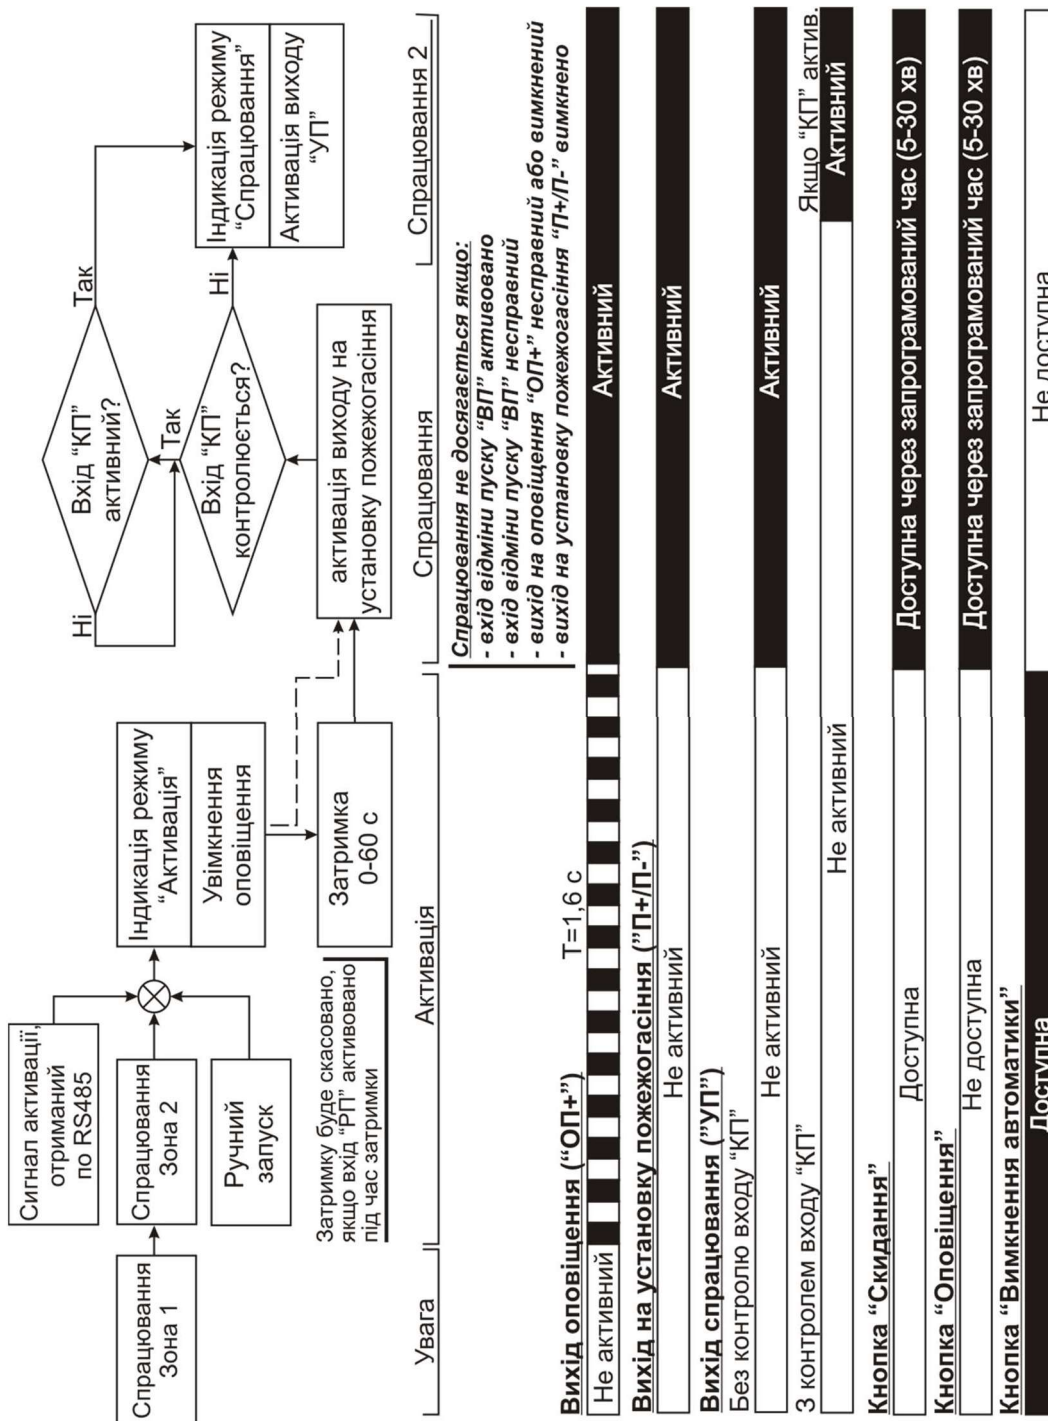 Спрацювання
Зона 1
Сигнал активації,
отриманий
по RS485
Спрацювання
Зона 2
Ручний
запуск
Затримку буде скасовано,
якщо вхід “РП” активовано
під час затримки
Індикація режиму
“Активація”
Увімкнення
оповіщення
Затримка
0-60 с
Ні
Вхід “КП”
активний?
Так
Так
Вхід “КП”
контролюється?
Ні
активація виходу на
установку пожежогасіння
Індикація режиму
“Спрацювання”
Активація виходу
“УП”
Увага
Активація
Спрацювання
Спрацювання 2
Спрацювання не досягається якщо:
- вхід відміни пуску “ВП” активовано
- вхід відміни пуску “ВП” несправний
- вихід на оповіщення “ОП+” несправний або вимкнений
- вихід на установку пожежогасіння “П+/П-” вимкнено
Вихід оповіщення (“ОП+”)
T=1,6 с
Не активний
Активний
Вихід на установку пожежогасіння (”П+/П-”)
Не активний
Активний
Вихід спрацювання (”УП”)
Без контролю входу “КП”
Не активний
Активний
З контролем входу “КП”
Якщо “КП” актив.
Не активний
Активний
Кнопка “Скидання”
Доступна
Доступна через запрограмований час (5-30 хв)
Кнопка “Оповіщення”
Не доступна
Доступна через запрограмований час (5-30 хв)
Кнопка “Вимкнення автоматики”
Доступна
Не доступна